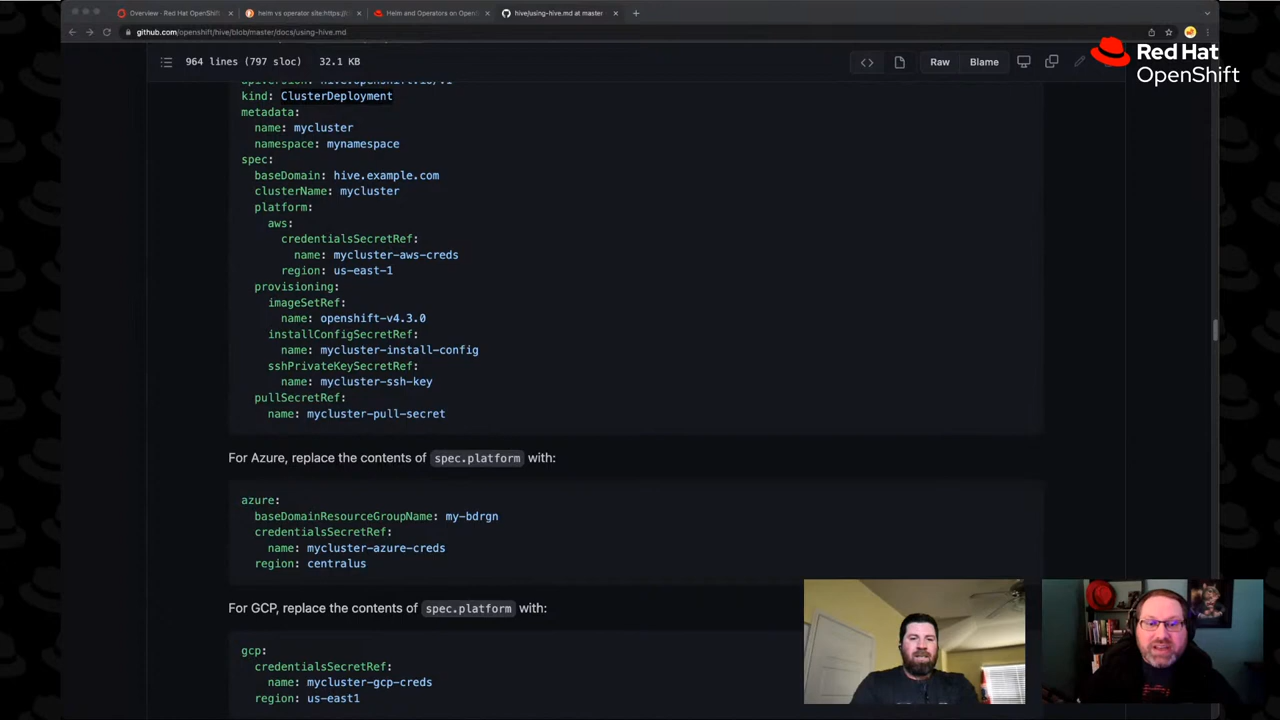 Overview - Red Hat OpenShift
helm vs operator site:https://
Helm and Operators on Open
hive/using-hive.md at master
github.com/openshift/hive/blob/master/docs/using-hive.md
Red Hat
OpenShift
964 lines (797 sloc) 32.1 KB
Raw
Blame
kind: ClusterDeployment
metadata:
name: mycluster
namespace: mynamespace
spec:
baseDomain: hive.example.com
clusterName: mycluster
platform:
aws:
credentialsSecretRef:
name: mycluster-aws-creds
region: us-east-1
provisioning:
imageSetRef:
name: openshift-v4.3.0
installConfigSecretRef:
name: mycluster-install-config
sshPrivateKeySecretRef:
name: mycluster-ssh-key
pullSecretRef:
name: mycluster-pull-secret
For Azure, replace the contents of spec.platform with:
azure:
baseDomainResourceGroupName: my-bdrgn
credentialsSecretRef:
name: mycluster-azure-creds
region: centralus
For GCP, replace the contents of spec.platform with:
gcp:
credentialsSecretRef:
name: mycluster-gcp-creds
region: us-east1